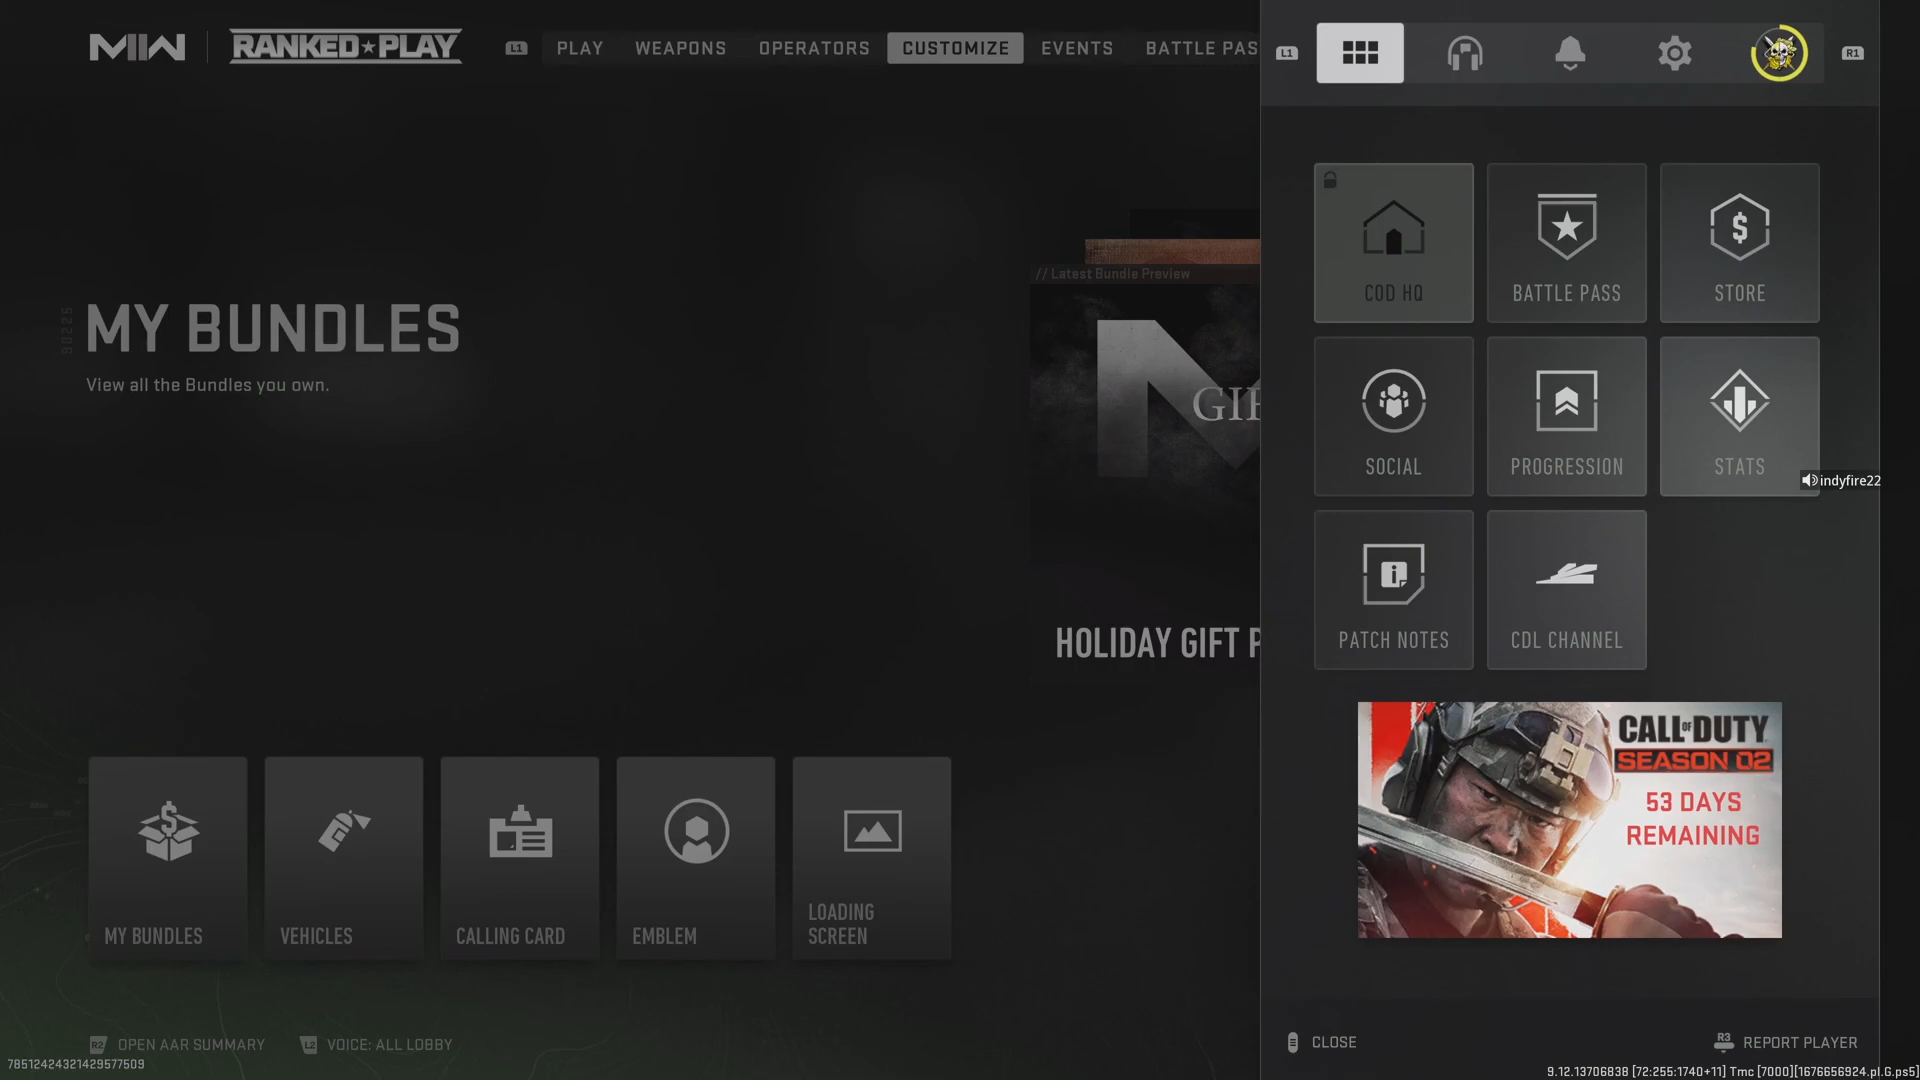 MW RANKED PLAY
L1 PLAY WEAPONS OPERATORS CUSTOMIZE EVENTS BATTLE PAS
L1 R1
// Latest Bundle Preview
MY BUNDLES
View all the Bundles you own.
GIF
HOLIDAY GIFT P
COD HQ BATTLE PASS STORE
SOCIAL PROGRESSION STATS
indyfire22
PATCH NOTES CDL CHANNEL
CALL OF DUTY
SEASON 02
53 DAYS
REMAINING
MY BUNDLES VEHICLES CALLING CARD EMBLEM LOADING
SCREEN
R2 OPEN AAR SUMMARY L2 VOICE: ALL LOBBY
CLOSE R3 REPORT PLAYER
78512424321429577509
9.12.13706838 [72:255:1740+11] Tmc [7000][1676656924.pl.G.ps5]